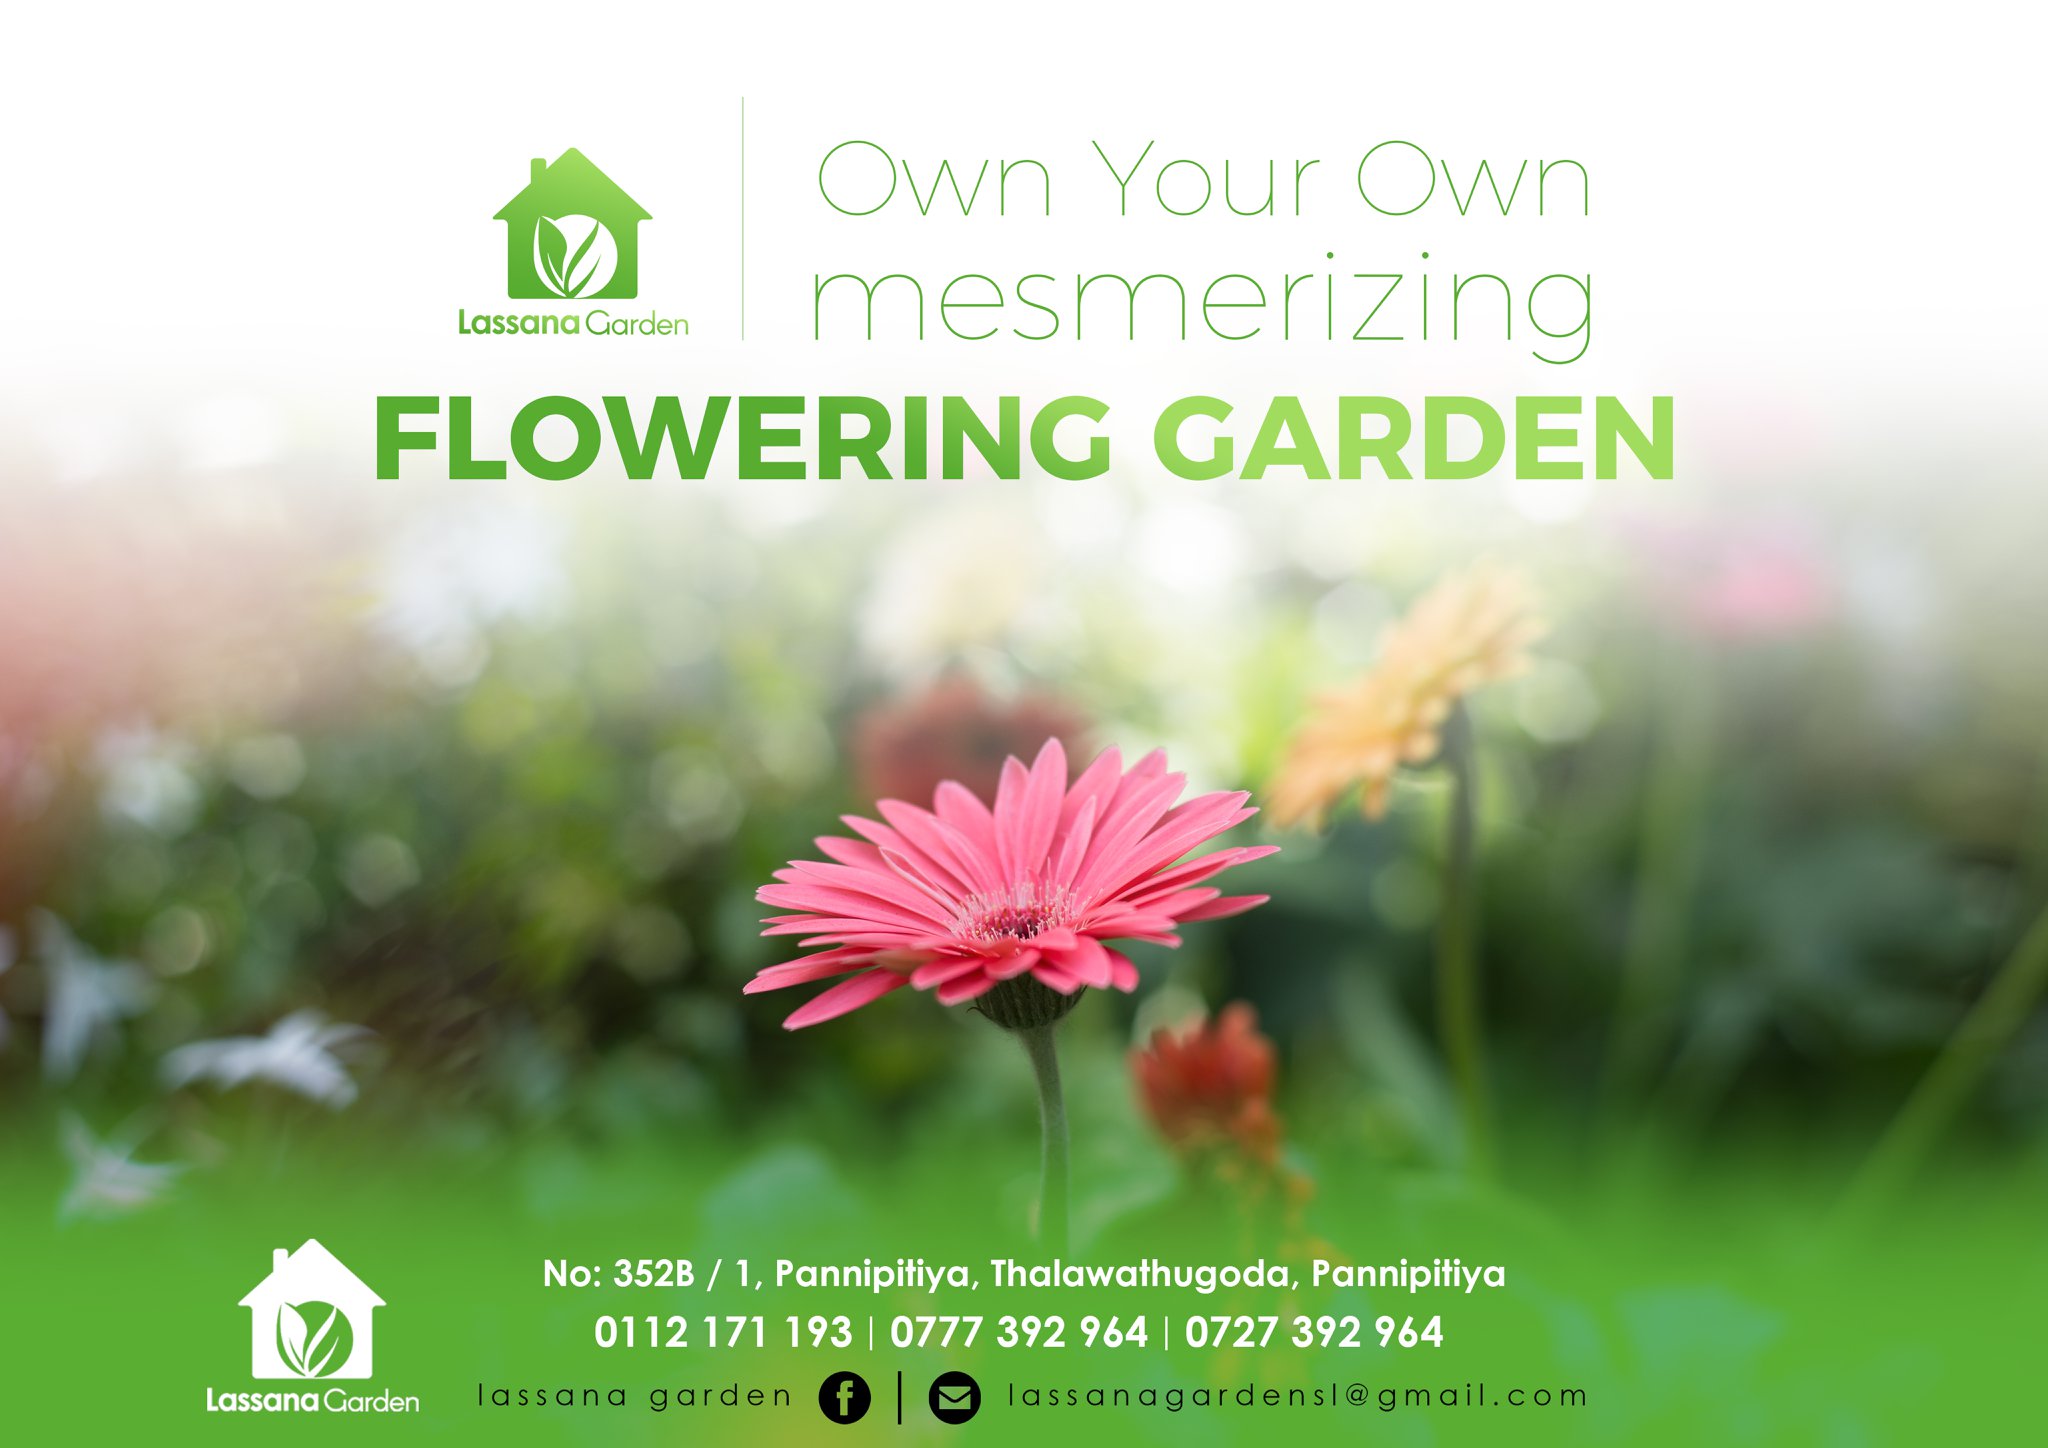 Lassana Garden
Own Your Own
mesmerizing
FLOWERING GARDEN
No: 352B / 1, Pannipitiya, Thalawathugoda, Pannipitiya
0112 171 193 | 0777 392 964 | 0727 392 964
Lassana Garden
lassana garden f | lassanagardensl@gmail.com